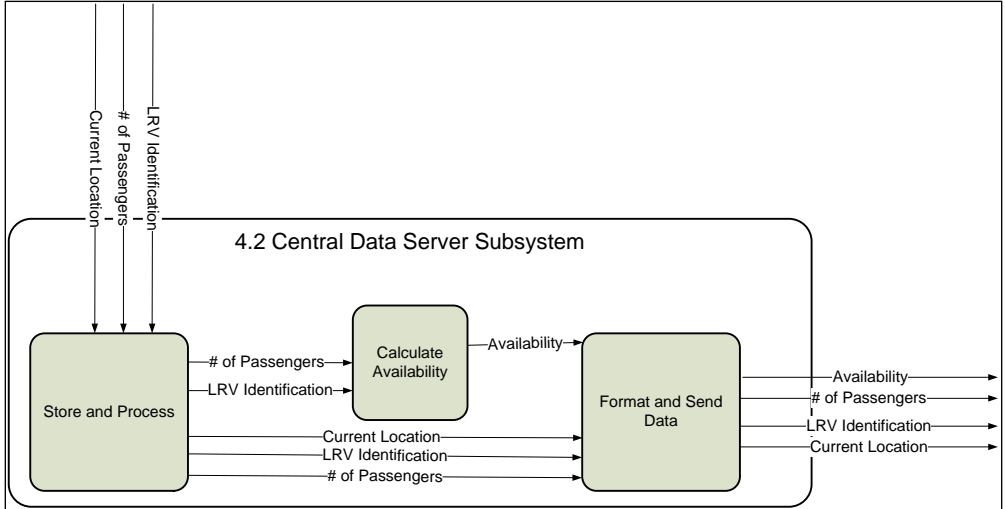 Current Location
# of Passengers
LRV Identification
4.2 Central Data Server Subsystem
Store and Process
# of Passengers
LRV Identification
Calculate
Availability
Availability
Current Location
LRV Identification
# of Passengers
Format and Send
Data
Availability
# of Passengers
LRV Identification
Current Location